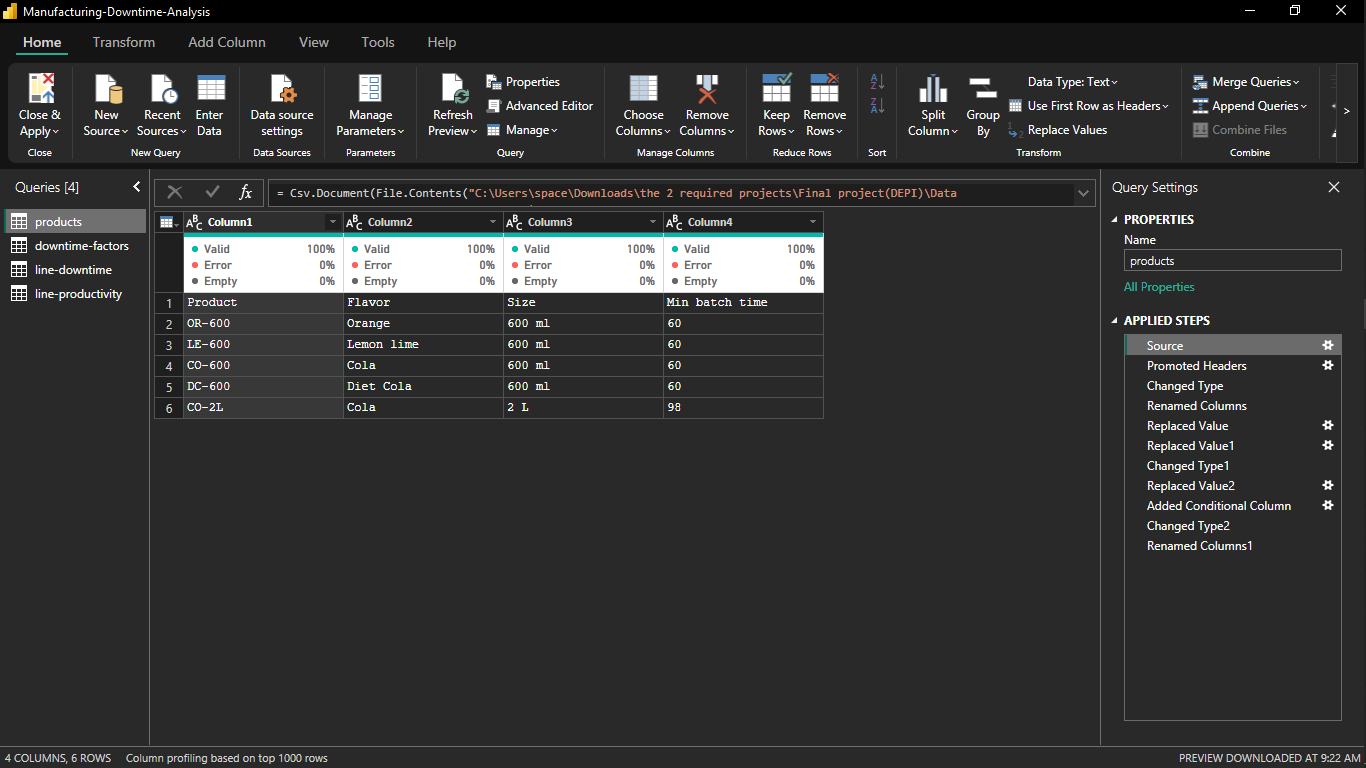 Manufacturing-Downtime-Analysis
Home Transform Add Column View Tools Help
Close & Apply
Close
New Source
Recent Sources
Enter Data
New Query
Data source settings
Data Sources
Manage Parameters
Parameters
Refresh Preview
Properties
Advanced Editor
Manage
Query
Choose Columns
Remove Columns
Manage Columns
Keep Rows
Remove Rows
Reduce Rows
Sort
Split Column
Group By
Data Type: Text
Use First Row as Headers
Replace Values
Transform
Merge Queries
Append Queries
Combine Files
Combine
Queries [4]
products
downtime-factors
line-downtime
line-productivity
fx = Csv.Document(File.Contents("C:\Users\space\Downloads\the 2 required projects\Final project(DEPI)\Data
Column1 Column2 Column3 Column4
Valid 100% Valid 100% Valid 100% Valid 100%
Error 0% Error 0% Error 0% Error 0%
Empty 0% Empty 0% Empty 0% Empty 0%
1 Product Flavor Size Min batch time
2 OR-600 Orange 600 ml 60
3 LE-600 Lemon lime 600 ml 60
4 CO-600 Cola 600 ml 60
5 DC-600 Diet Cola 600 ml 60
6 CO-2L Cola 2 L 98
Query Settings
PROPERTIES
Name
products
All Properties
APPLIED STEPS
Source
Promoted Headers
Changed Type
Renamed Columns
Replaced Value
Replaced Value1
Changed Type1
Replaced Value2
Added Conditional Column
Changed Type2
Renamed Columns1
4 COLUMNS, 6 ROWS Column profiling based on top 1000 rows
PREVIEW DOWNLOADED AT 9:22 AM